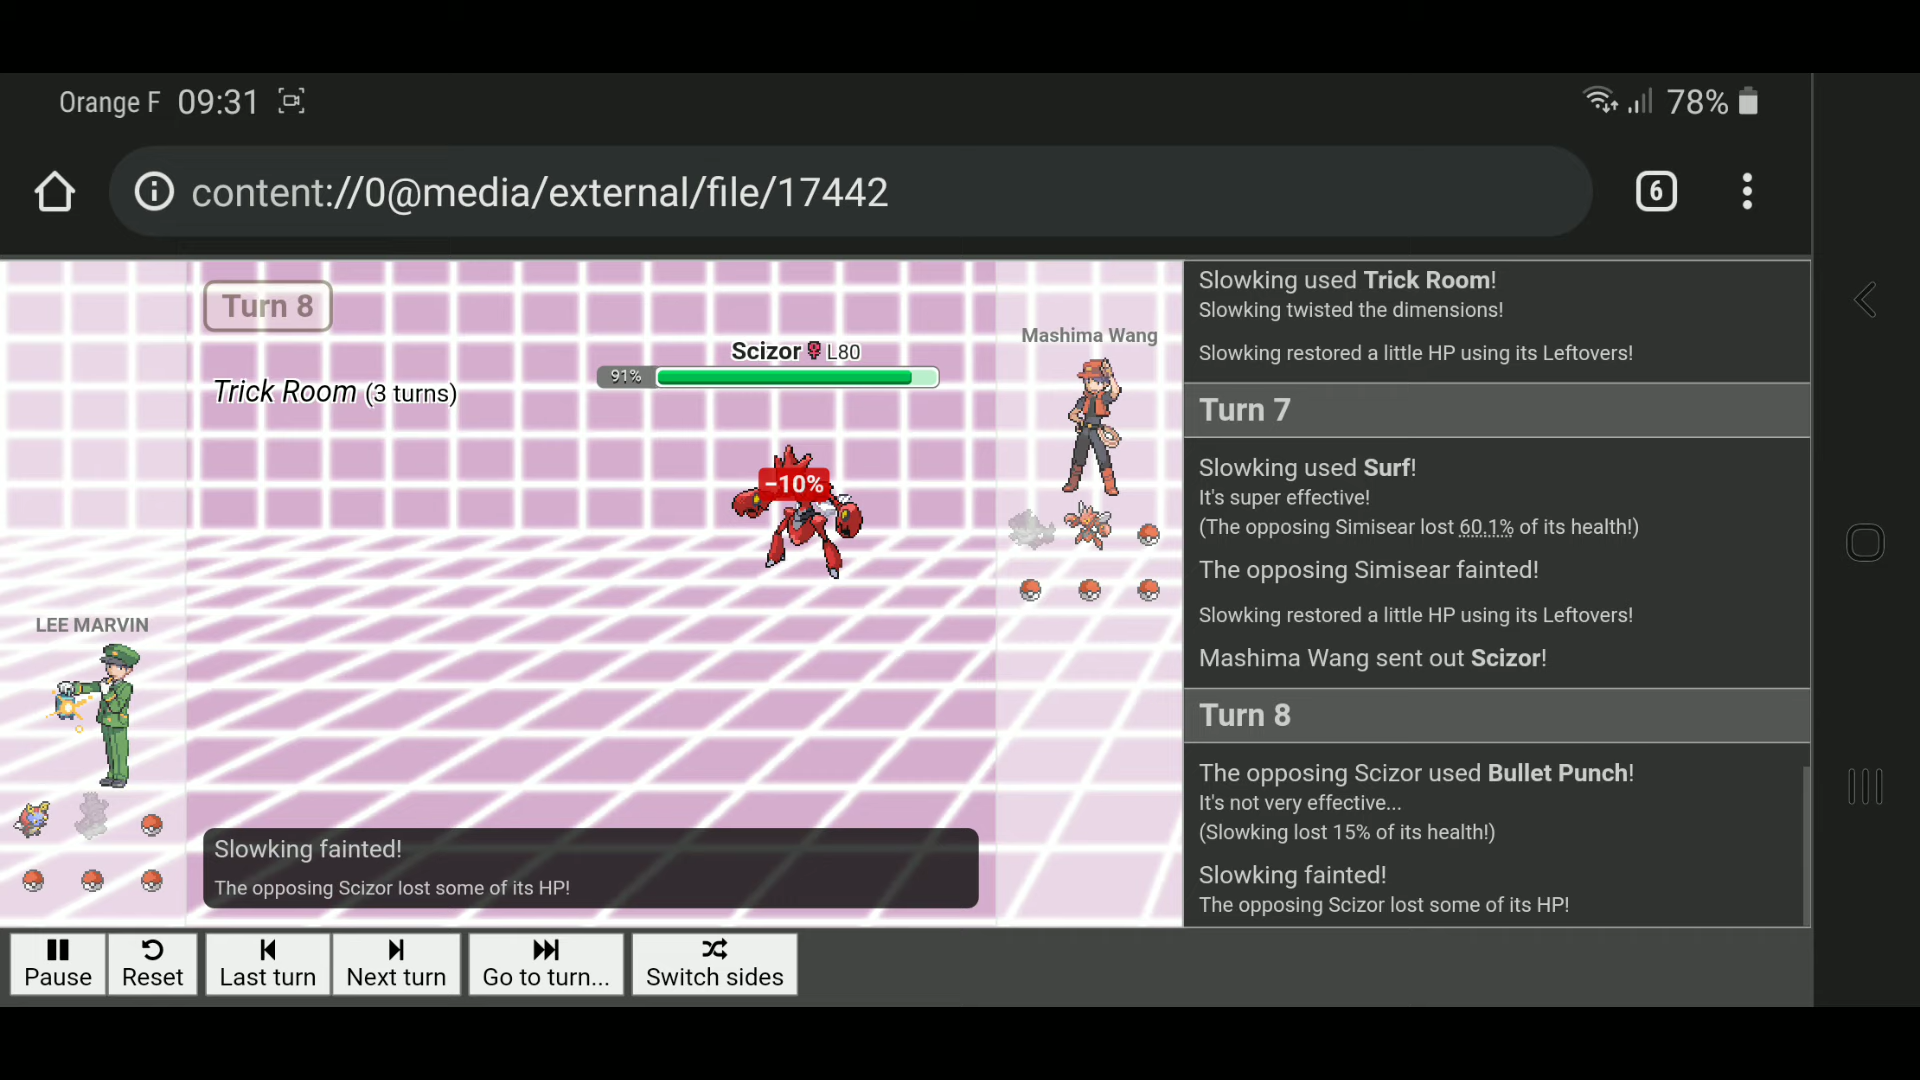 Orange F 09:31 78%
content://0@media/external/file/17442
6
Turn 8
Trick Room (3 turns)
Scizor L80
91%
-10%
Mashima Wang
LEE MARVIN
Slowking fainted!
The opposing Scizor lost some of its HP!
Slowking used Trick Room!
Slowking twisted the dimensions!
Slowking restored a little HP using its Leftovers!
Turn 7
Slowking used Surf!
It's super effective!
(The opposing Simisear lost 60.1% of its health!)
The opposing Simisear fainted!
Slowking restored a little HP using its Leftovers!
Mashima Wang sent out Scizor!
Turn 8
The opposing Scizor used Bullet Punch!
It's not very effective...
(Slowking lost 15% of its health!)
Slowking fainted!
The opposing Scizor lost some of its HP!
Pause Reset Last turn Next turn Go to turn... Switch sides